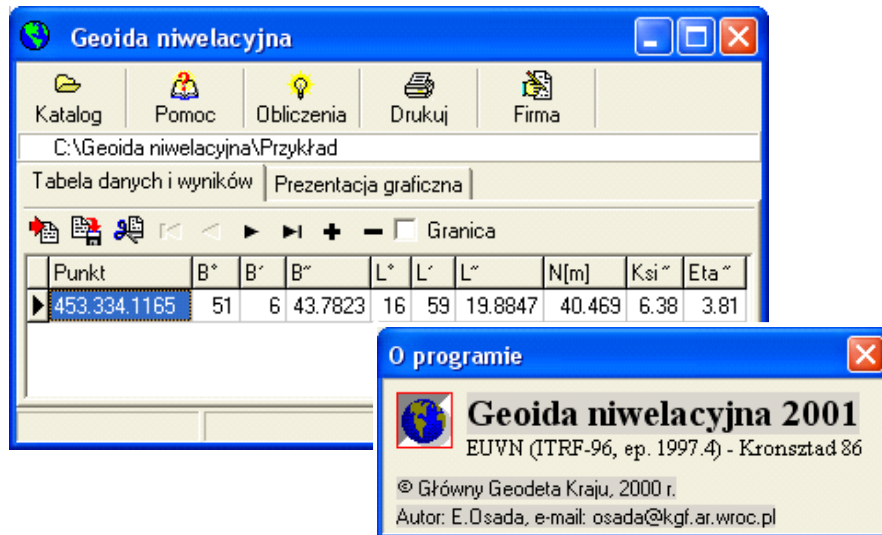 Geoida niwelacyjna
Katalog Pomoc Obliczenia Drukuj Firma
C:\Geoida niwelacyjna\Przykład
Tabela danych i wyników Prezentacja graficzna
Granica
Punkt B° B´ B˝ L° L´ L˝ N[m] Ksi˝ Eta˝
453.334.1165 51 6 43.7823 16 59 19.8847 40.469 6.38 3.81
O programie
Geoida niwelacyjna 2001
EUVN (ITRF-96, ep. 1997.4) - Kronsztad 86
© Główny Geodeta Kraju, 2000 r.
Autor: E.Osada, e-mail: osada@kgf.ar.wroc.pl